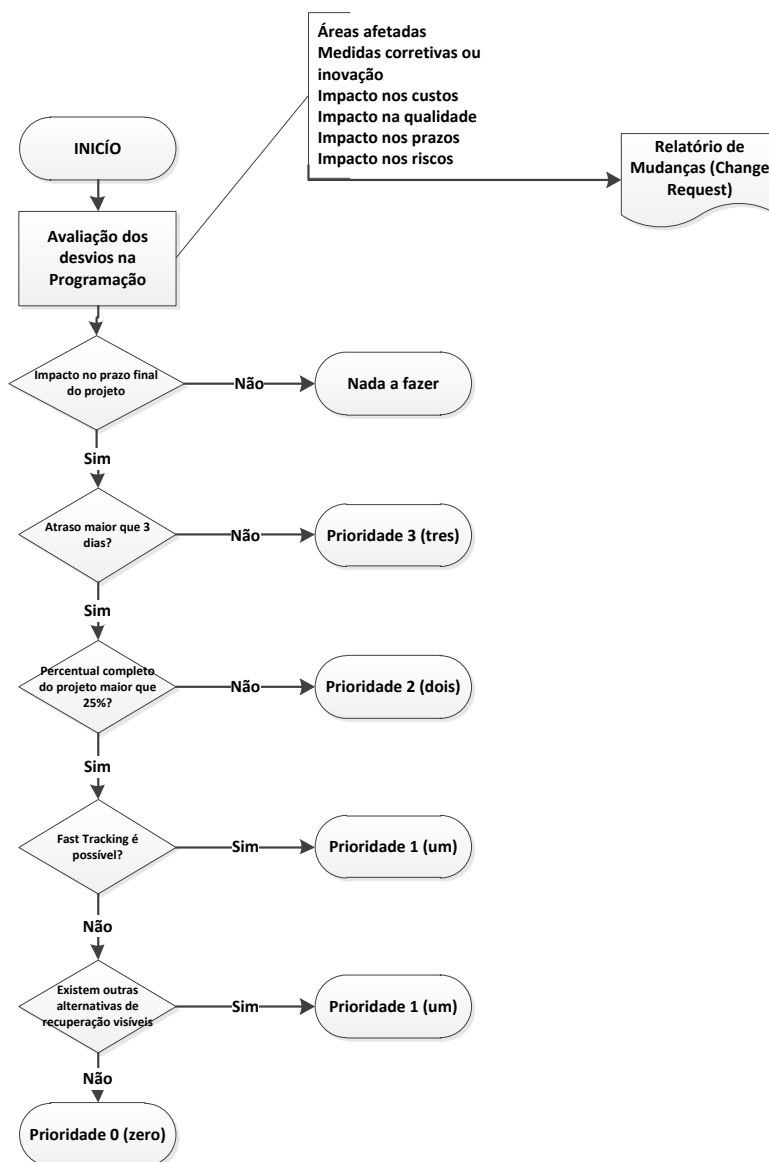 Áreas afetadas
Medidas corretivas ou
inovação
Impacto nos custos
Impacto na qualidade
Impacto nos prazos
Impacto nos riscos
Relatório de
Mudanças (Change
Request)
INICÍO
Avaliação dos
desvios na
Programação
Impacto no prazo final
do projeto
Não
Nada a fazer
Sim
Atraso maior que 3
dias?
Não
Prioridade 3 (tres)
Sim
Percentual completo
do projeto maior que
25%?
Não
Prioridade 2 (dois)
Sim
Fast Tracking é
possível?
Sim
Prioridade 1 (um)
Não
Existem outras
alternativas de
recuperação visíveis
Sim
Prioridade 1 (um)
Não
Prioridade 0 (zero)